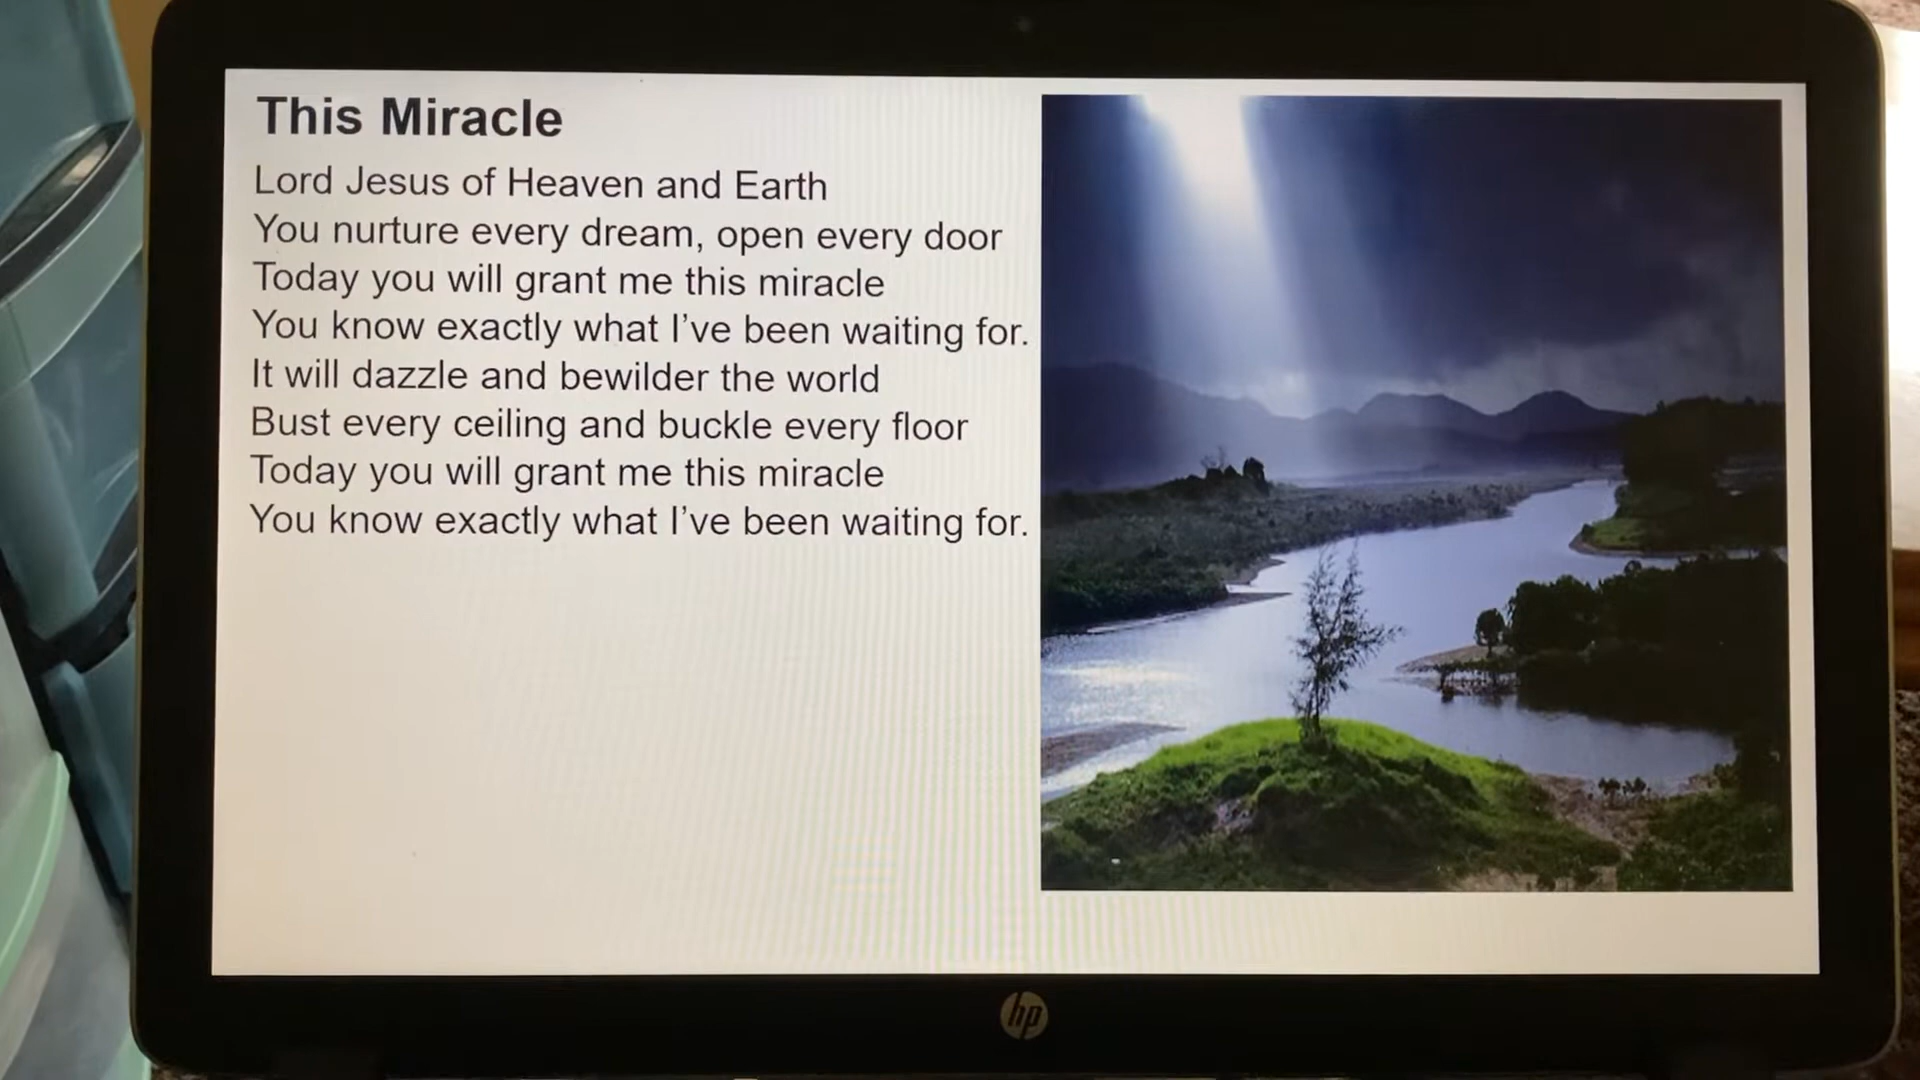 This Miracle
Lord Jesus of Heaven and Earth
You nurture every dream, open every door
Today you will grant me this miracle
You know exactly what I’ve been waiting for.
It will dazzle and bewilder the world
Bust every ceiling and buckle every floor
Today you will grant me this miracle
You know exactly what I’ve been waiting for.
hp